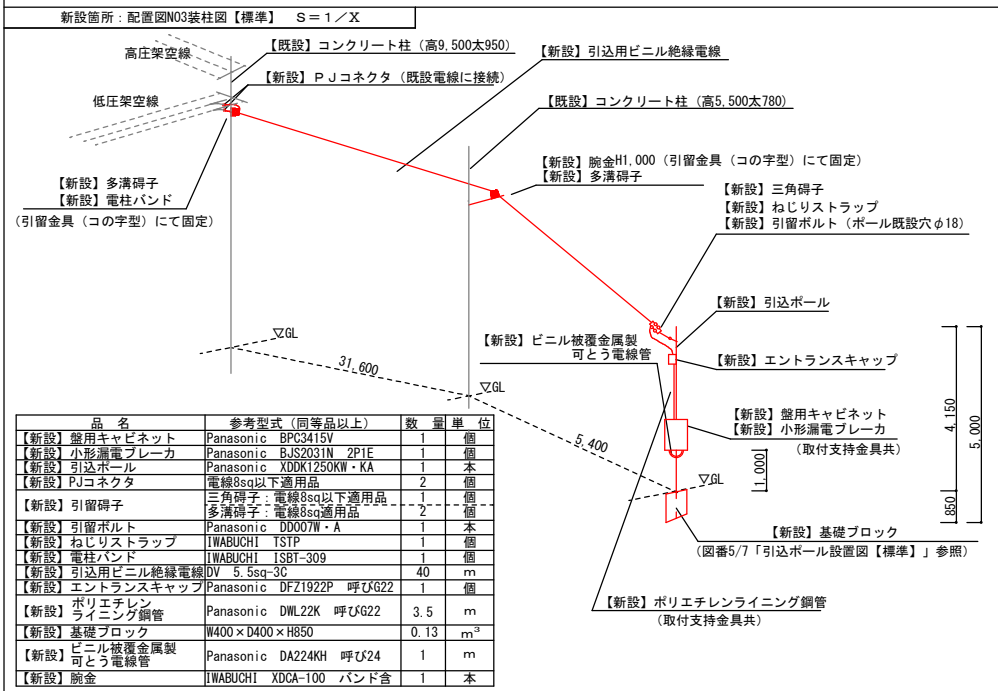 新設箇所：配置図NO3装柱図【標準】　S＝1／X
高圧架空線
【既設】コンクリート柱（高9,500太950）
【新設】引込用ビニル絶縁電線
【新設】PJコネクタ（既設電線に接続）
低圧架空線
【既設】コンクリート柱（高5,500太780）
【新設】腕金H1,000（引留金具（コの字型）にて固定）
【新設】多溝碍子
【新設】多溝碍子
【新設】電柱バンド
（引留金具（コの字型）にて固定）
【新設】三角碍子
【新設】ねじりストラップ
【新設】引留ボルト（ポール既設穴φ18）
【新設】引込ポール
▽GL
【新設】ビニル被覆金属製
可とう電線管
【新設】エントランスキャップ
31,600
▽GL
【新設】盤用キャビネット
【新設】小形漏電ブレーカ
（取付支持金具共）
4,150
5,000
5,400
1,000
▽GL
850
【新設】基礎ブロック
（図番5/7「引込ポール設置図【標準】」参照）
【新設】ポリエチレンライニング鋼管
（取付支持金具共）
品　名　参考型式（同等品以上）　数　量　単　位
【新設】盤用キャビネット　Panasonic　BPC3415V　1　個
【新設】小形漏電ブレーカ　Panasonic　BJS2031N　2P1E　1　個
【新設】引込ポール　Panasonic　XDDK1250KW・KA　1　本
【新設】PJコネクタ　電線8sq以下適用品　2　個
【新設】引留碍子　三角碍子：電線8sq以下適用品　1　個
多溝碍子：電線8sq適用品　2　個
【新設】引留ボルト　Panasonic　DD007W・A　1　本
【新設】ねじりストラップ　IWABUCHI　TSTP　1　個
【新設】電柱バンド　IWABUCHI　ISBT-309　1　個
【新設】引込用ビニル絶縁電線　DV　5.5sq-3C　40　m
【新設】エントランスキャップ　Panasonic　DFZ1922P　呼びG22　1　個
【新設】ポリエチレン
ライニング鋼管　Panasonic　DWL22K　呼びG22　3.5　m
【新設】基礎ブロック　W400×D400×H850　0.13　m³
【新設】ビニル被覆金属製
可とう電線管　Panasonic　DA224KH　呼び24　1　m
【新設】腕金　IWABUCHI　XDCA-100　バンド含　1　本